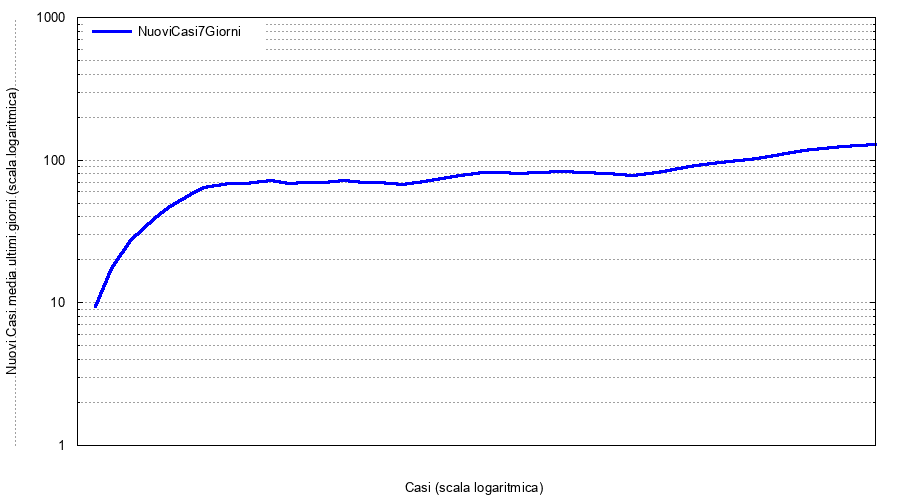 1000
NuoviCasi7Giorni
100
10
1
Nuovi Casi media ultimi giorni (scala logaritmica)
Casi (scala logaritmica)